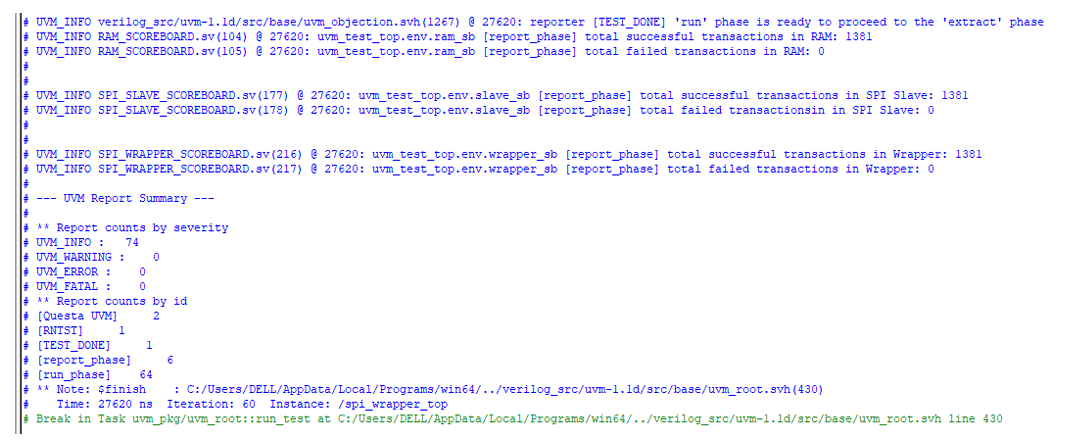 # UVM_INFO verilog_src/uvm-1.1d/src/base/uvm_objection.svh(1267) @ 27620: reporter [TEST_DONE] 'run' phase is ready to proceed to the 'extract' phase
# UVM_INFO RAM_SCOREBOARD.sv(104) @ 27620: uvm_test_top.env.ram_sb [report_phase] total successful transactions in RAM: 1381
# UVM_INFO RAM_SCOREBOARD.sv(105) @ 27620: uvm_test_top.env.ram_sb [report_phase] total failed transactions in RAM: 0
#
#
# UVM_INFO SPI_SLAVE_SCOREBOARD.sv(177) @ 27620: uvm_test_top.env.slave_sb [report_phase] total successful transactions in SPI Slave: 1381
# UVM_INFO SPI_SLAVE_SCOREBOARD.sv(178) @ 27620: uvm_test_top.env.slave_sb [report_phase] total failed transactionsin in SPI Slave: 0
#
#
# UVM_INFO SPI_WRAPPER_SCOREBOARD.sv(216) @ 27620: uvm_test_top.env.wrapper_sb [report_phase] total successful transactions in Wrapper: 1381
# UVM_INFO SPI_WRAPPER_SCOREBOARD.sv(217) @ 27620: uvm_test_top.env.wrapper_sb [report_phase] total failed transactions in Wrapper: 0
#
# --- UVM Report Summary ---
#
# ** Report counts by severity
# UVM_INFO :   74
# UVM_WARNING :    0
# UVM_ERROR :    0
# UVM_FATAL :    0
# ** Report counts by id
# [Questa UVM]     2
# [RNTST]     1
# [TEST_DONE]     1
# [report_phase]     6
# [run_phase]    64
# ** Note: $finish    : C:/Users/DELL/AppData/Local/Programs/win64/../verilog_src/uvm-1.1d/src/base/uvm_root.svh(430)
#    Time: 27620 ns  Iteration: 60  Instance: /spi_wrapper_top
# Break in Task uvm_pkg/uvm_root::run_test at C:/Users/DELL/AppData/Local/Programs/win64/../verilog_src/uvm-1.1d/src/base/uvm_root.svh line 430